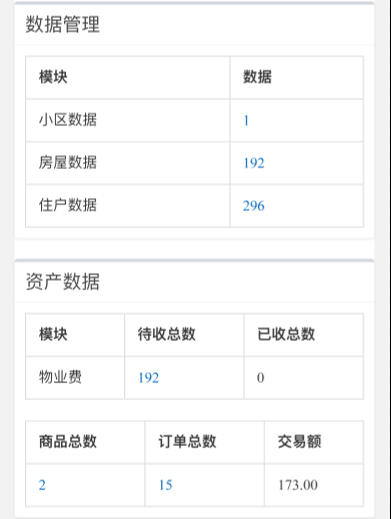 数据管理
模块 数据
小区数据 1
房屋数据 192
住户数据 296
资产数据
模块 待收总数 已收总数
物业费 192 0
商品总数 订单总数 交易额
2 15 173.00